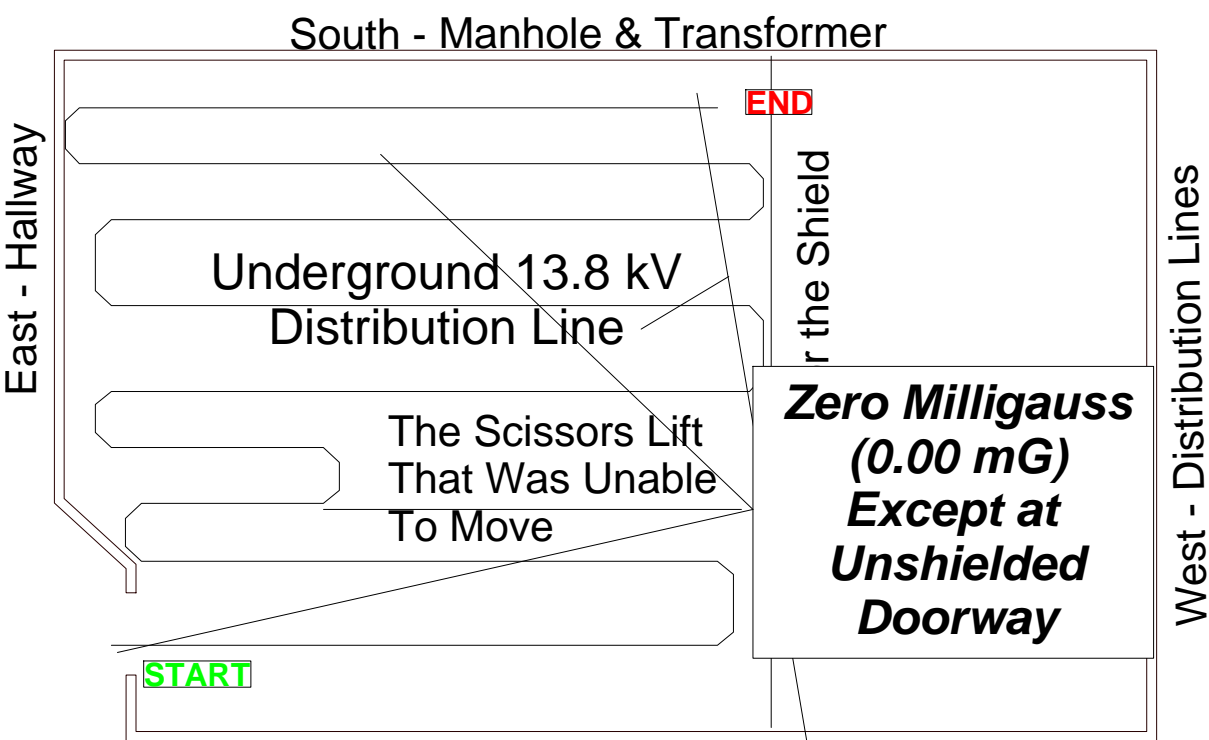 South - Manhole & Transformer
END
East - Hallway
the Shield
West - Distribution Lines
Underground 13.8 kV
Distribution Line
The Scissors Lift
That Was Unable
To Move
Zero Milligauss
(0.00 mG)
Except at
Unshielded
Doorway
START